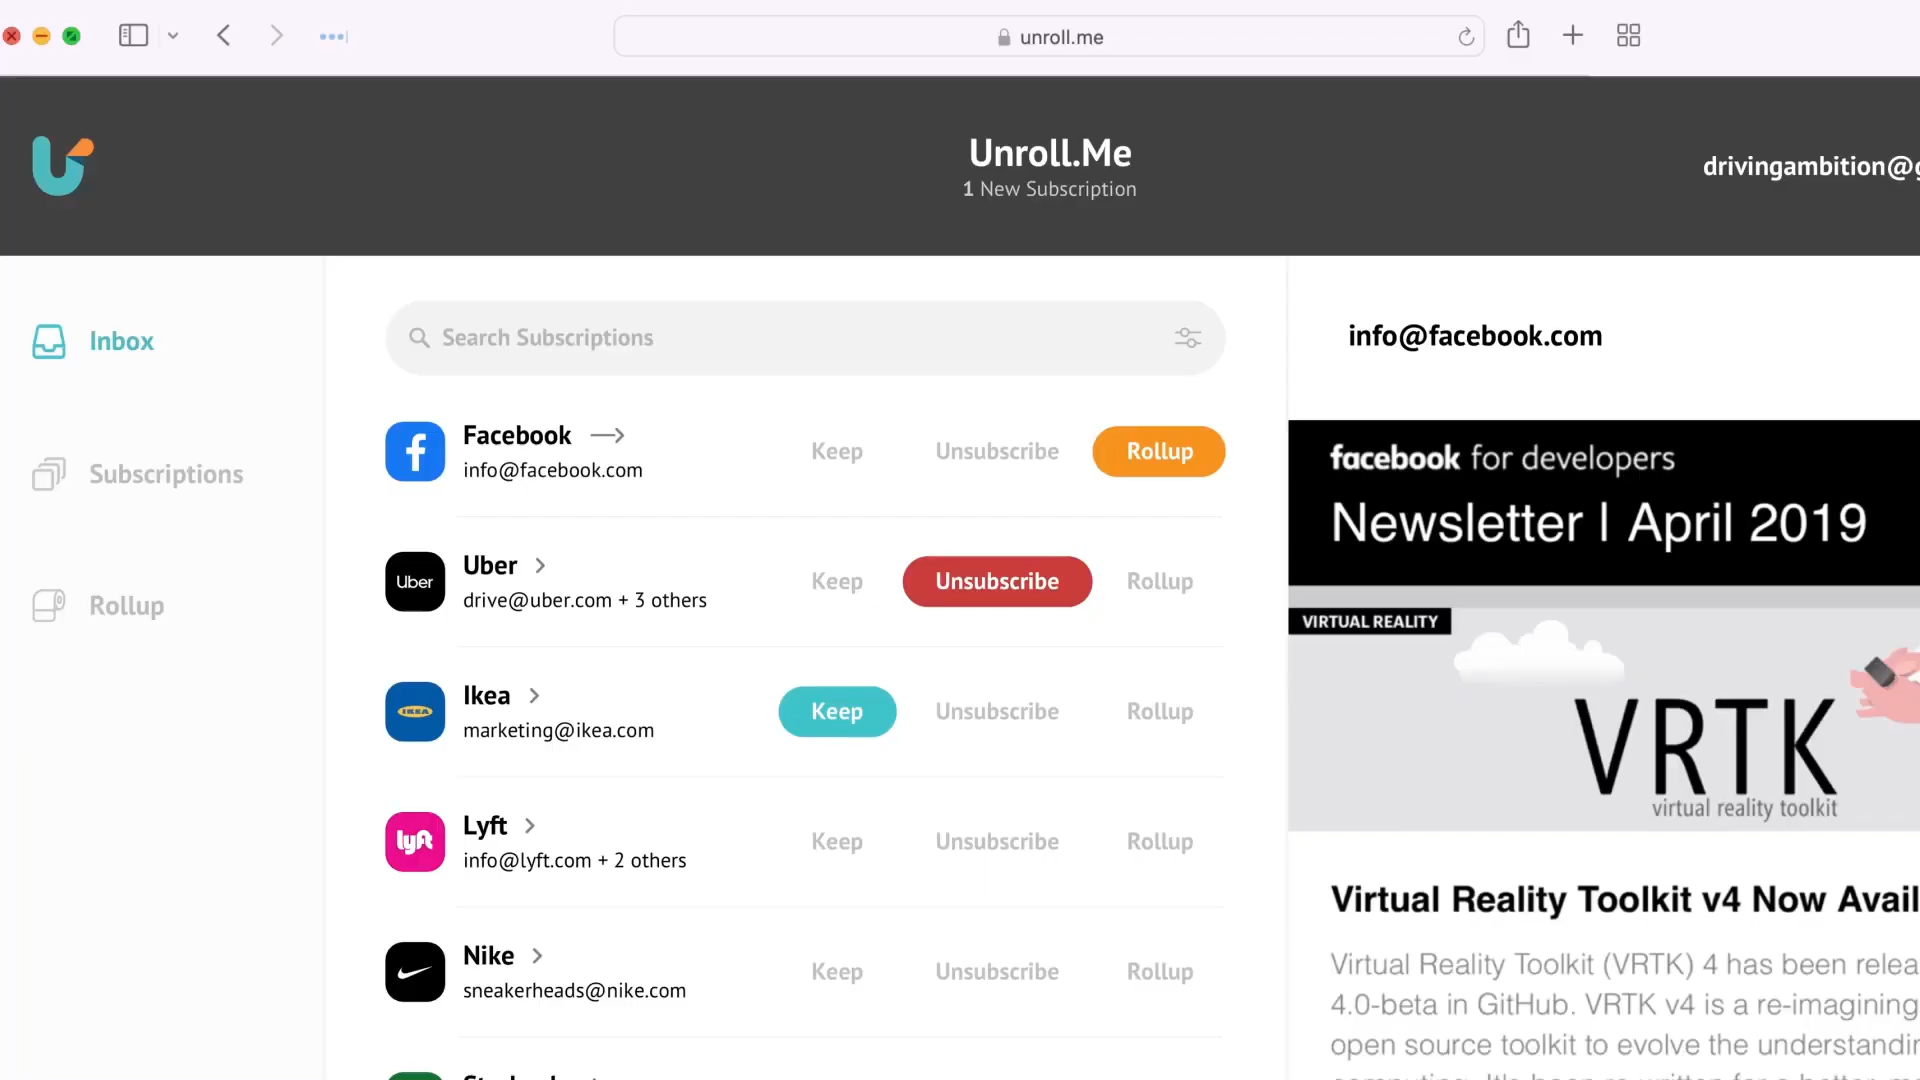 unroll.me
Unroll.Me
1 New Subscription
drivingambition@
Inbox
Subscriptions
Rollup
Search Subscriptions
Facebook
info@facebook.com
Keep Unsubscribe Rollup
Uber
Uber
drive@uber.com + 3 others
Keep Unsubscribe Rollup
IKEA
Ikea
marketing@ikea.com
Keep Unsubscribe Rollup
lyft
Lyft
info@lyft.com + 2 others
Keep Unsubscribe Rollup
Nike
sneakerheads@nike.com
Keep Unsubscribe Rollup
info@facebook.com
facebook for developers
Newsletter | April 2019
VIRTUAL REALITY
VRTK
virtual reality toolkit
Virtual Reality Toolkit v4 Now Avail
Virtual Reality Toolkit (VRTK) 4 has been relea
4.0-beta in GitHub. VRTK v4 is a re-imagining
open source toolkit to evolve the understandin